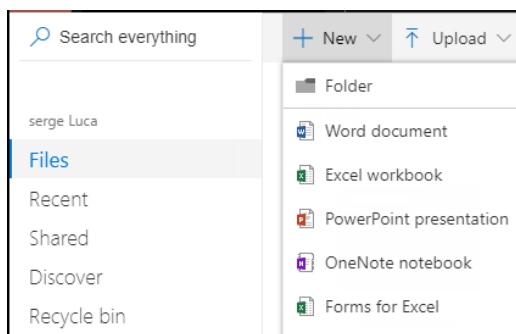 Search everything
New
Upload
Folder
serge Luca
Word document
Files
Excel workbook
Recent
PowerPoint presentation
Shared
OneNote notebook
Discover
Forms for Excel
Recycle bin